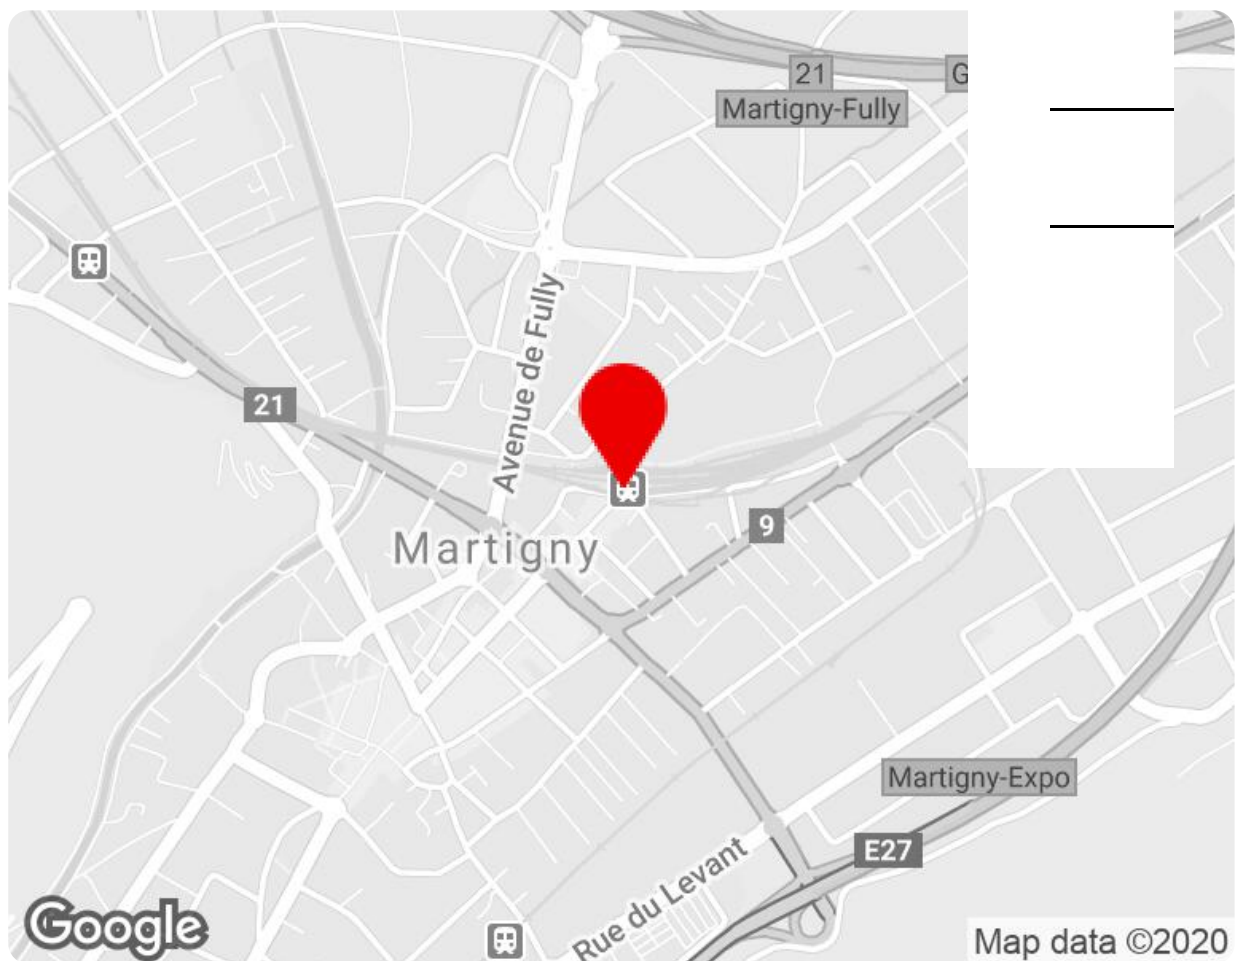 21
Martigny-Fully
G
Avenue de Fully
21
9
Martigny
Martigny-Expo
E27
Rue du Levant
Google
Map data ©2020